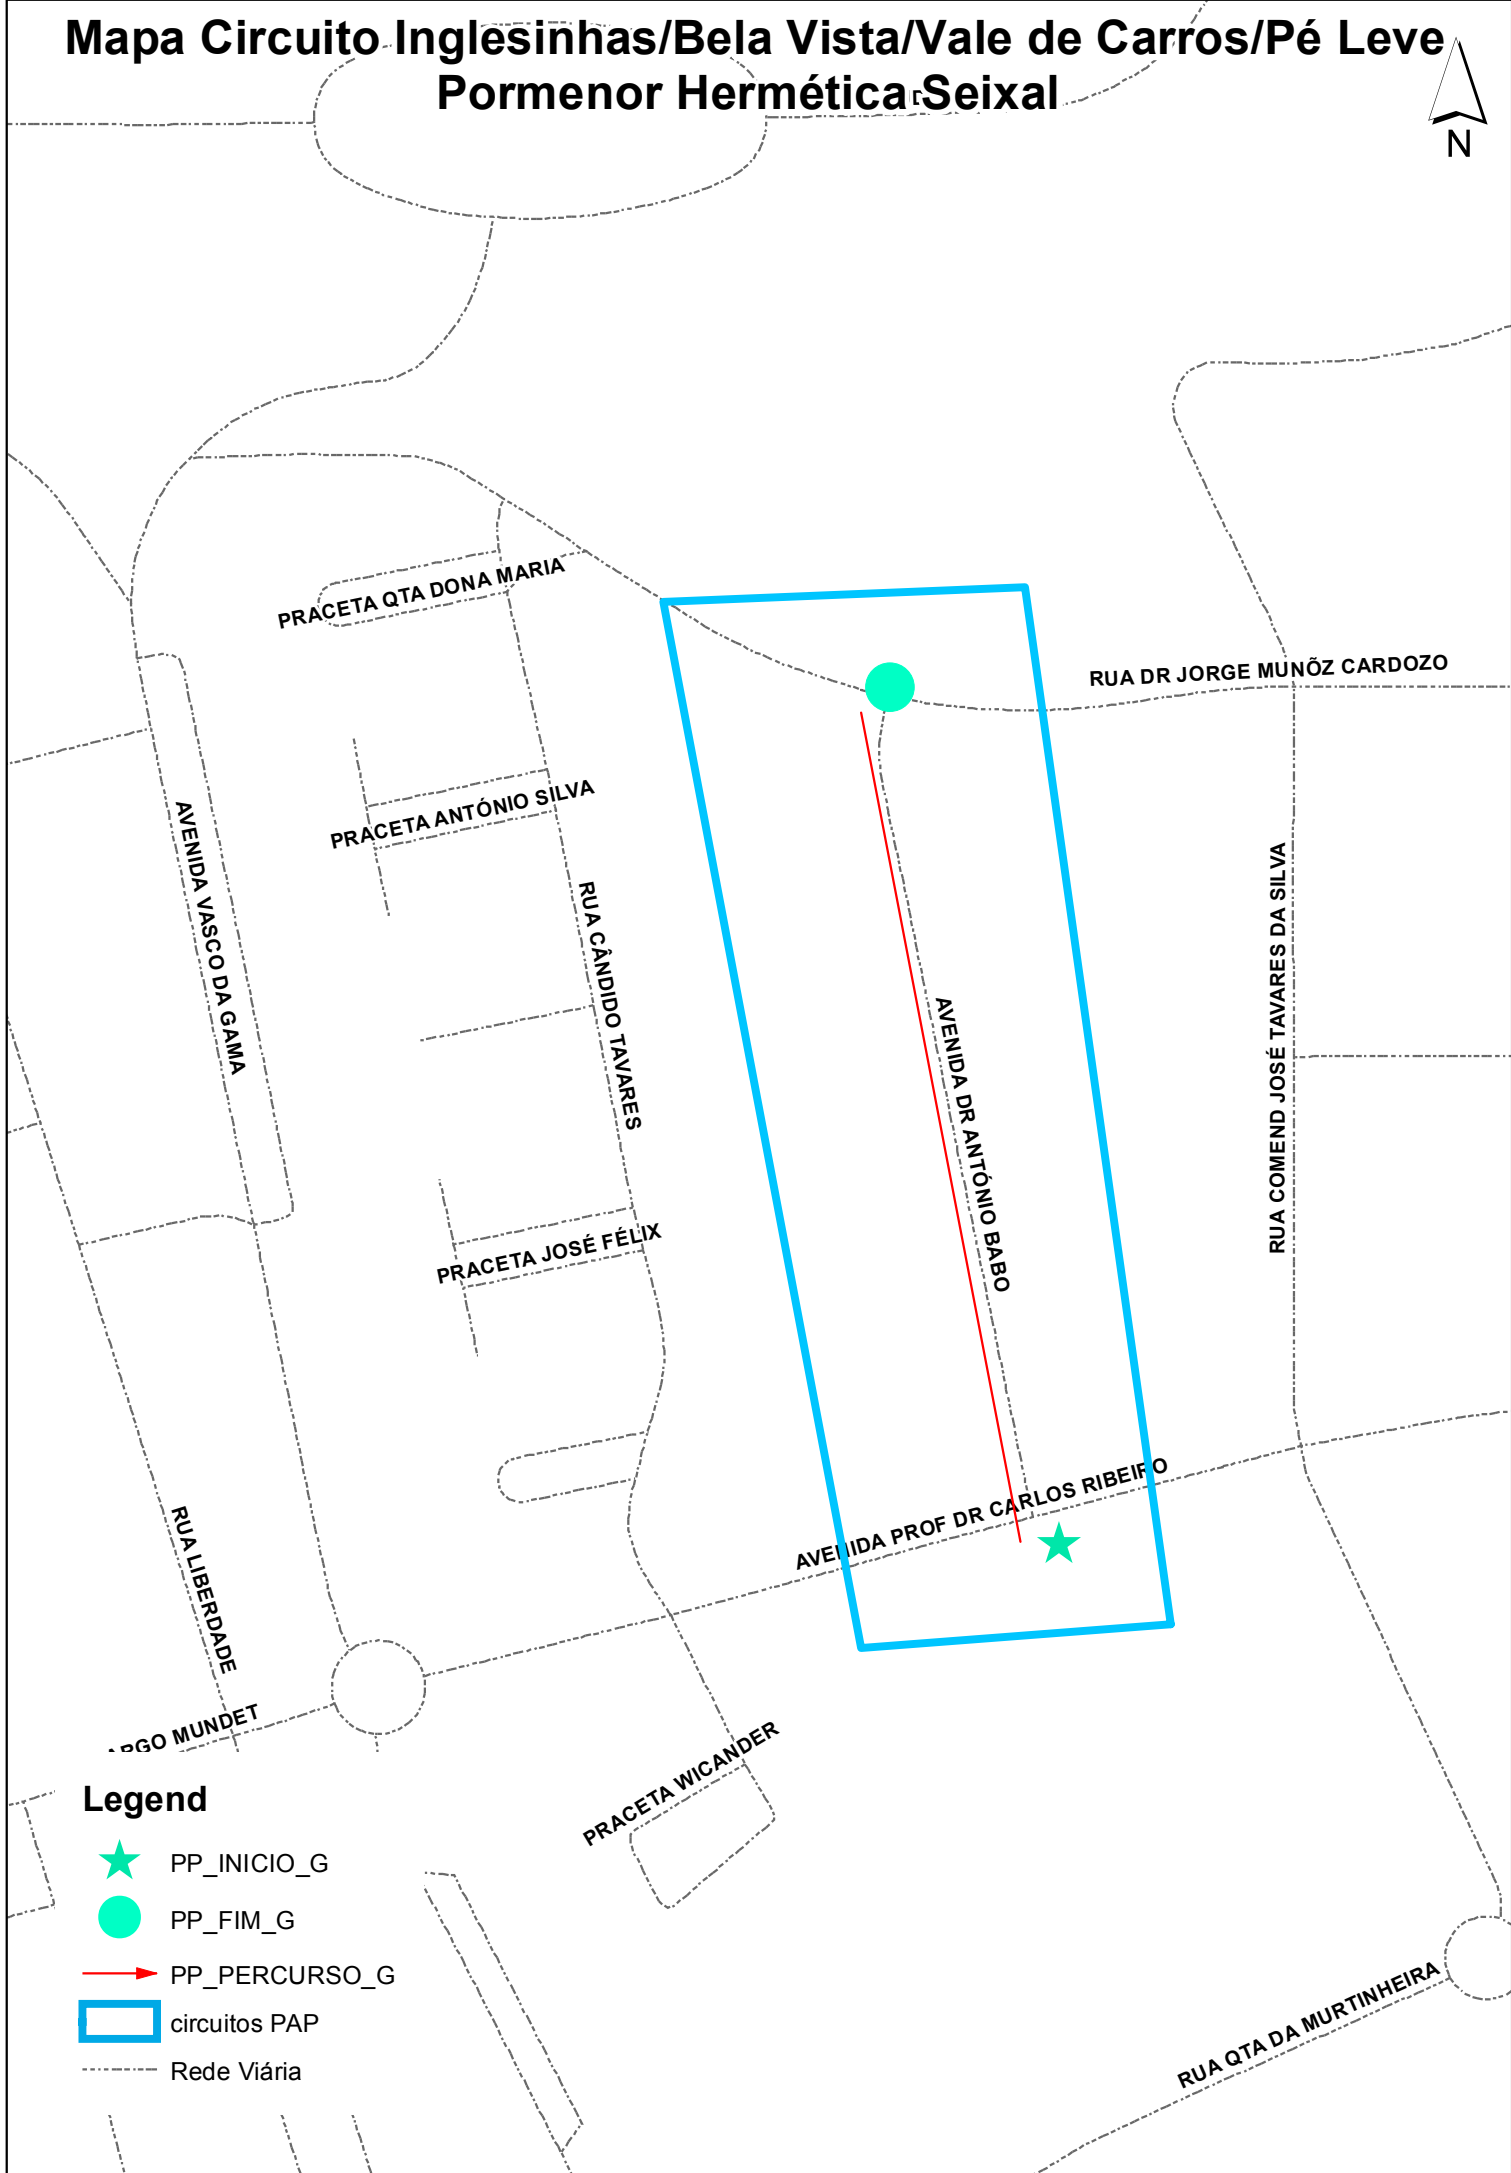 Mapa Circuito Inglesinhas/Bela Vista/Vale de Carros/Pé Leve
Pormenor Hermética Seixal
N
PRACETA QTA DONA MARIA
RUA DR JORGE MUNÕZ CARDOZO
PRACETA ANTÓNIO SILVA
AVENIDA VASCO DA GAMA
RUA CÂNDIDO TAVARES
RUA COMEND JOSÉ TAVARES DA SILVA
AVENIDA DR ANTÓNIO BABO
PRACETA JOSÉ FÉLIX
AVENIDA PROF DR CARLOS RIBEIRO
RUA LIBERDADE
ARGO MUNDET
PRACETA WICANDER
RUA QTA DA MURTINHEIRA
Legend
PP_INICIO_G
PP_FIM_G
PP_PERCURSO_G
circuitos PAP
Rede Viária